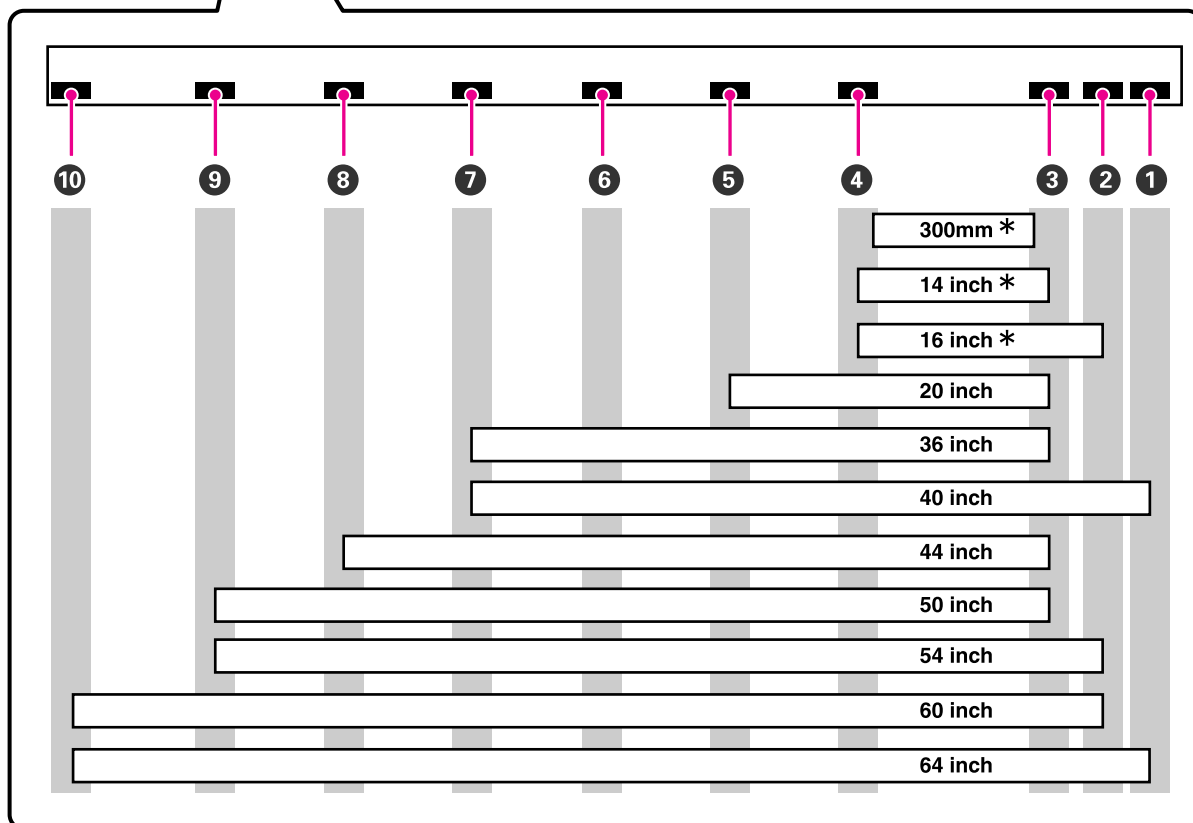 10 9 8 7 6 5 4 3 2 1
300mm *
14 inch *
16 inch *
20 inch
36 inch
40 inch
44 inch
50 inch
54 inch
60 inch
64 inch